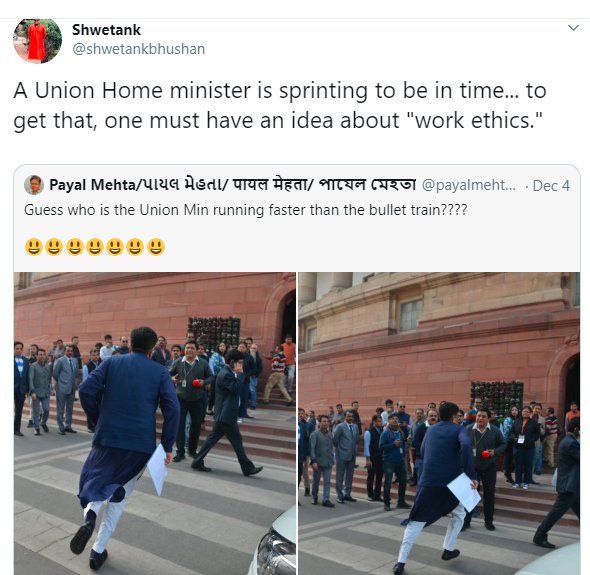 Shwetank
@shwetankbhushan
A Union Home minister is sprinting to be in time... to
get that, one must have an idea about "work ethics."
Payal Mehta/પાયલ મેહતા/ पायल मेहता/ পাযেল মেহতা @payalmeht... · Dec 4
Guess who is the Union Min running faster than the bullet train????